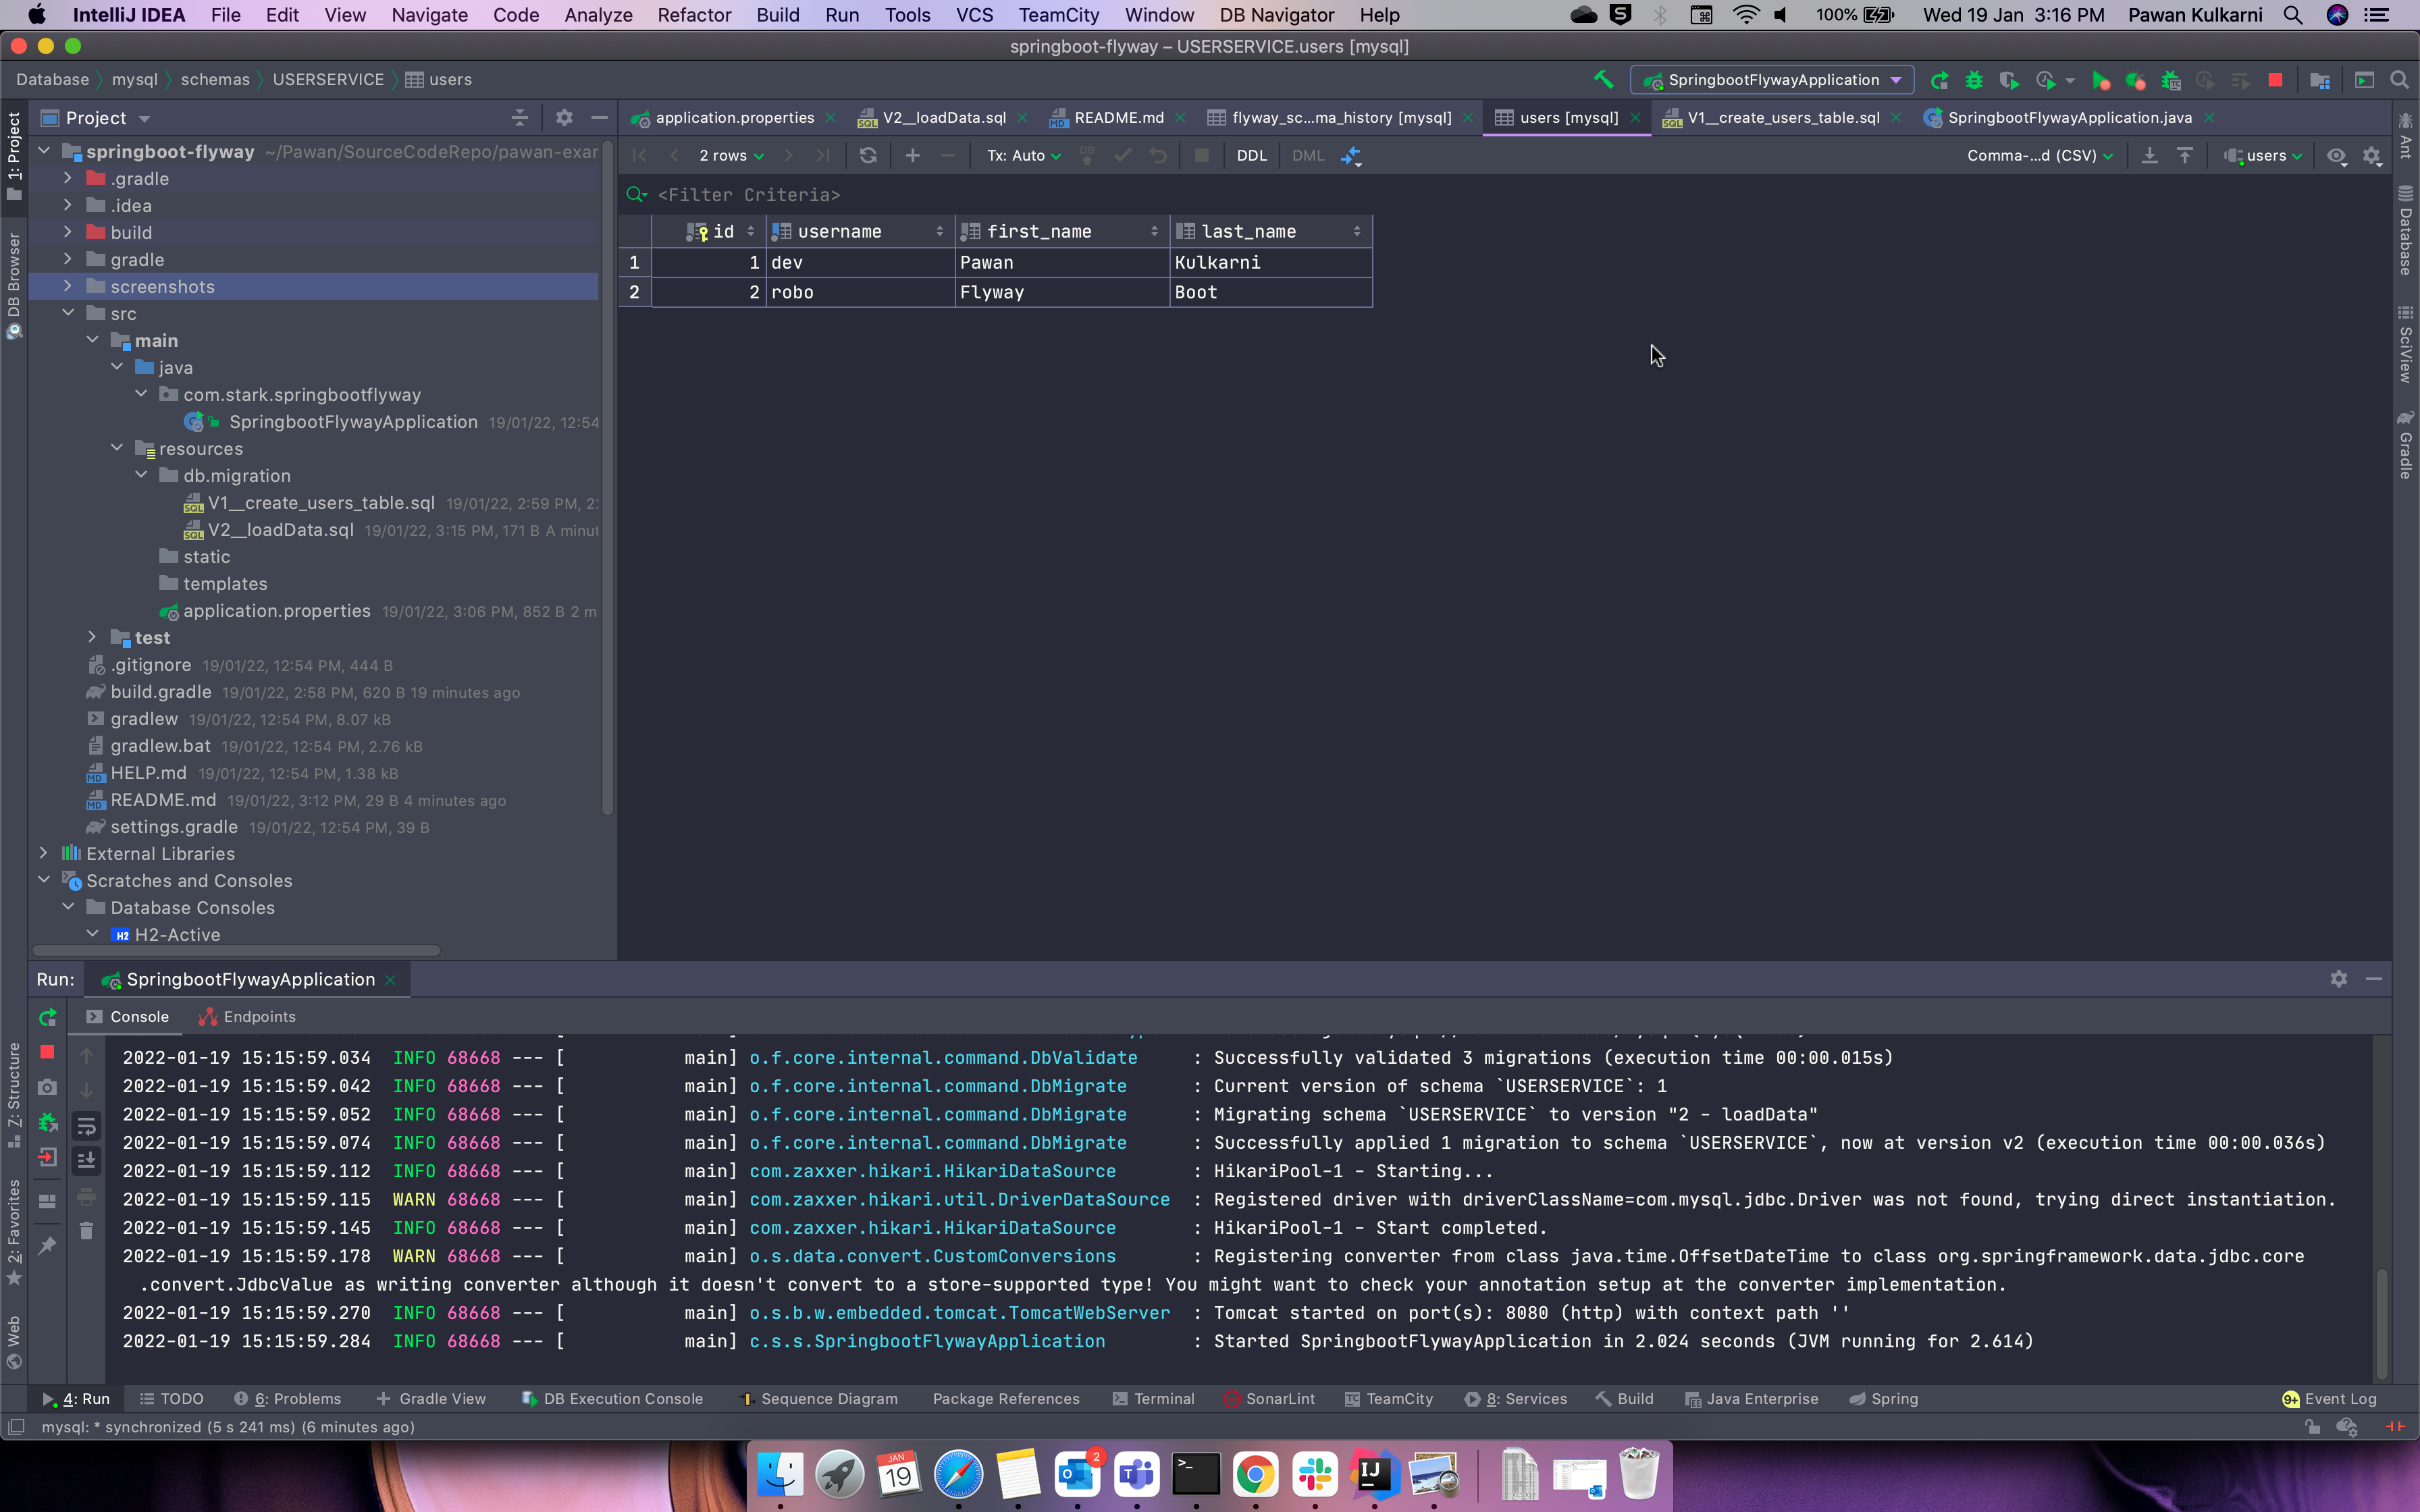 IntelliJ IDEA File Edit View Navigate Code Analyze Refactor Build Run Tools VCS TeamCity Window DB Navigator Help 100% Wed 19 Jan 3:16 PM Pawan Kulkarni
springboot-flyway – USERSERVICE.users [mysql]
Database mysql schemas USERSERVICE users SpringbootFlywayApplication
1: Project
DB Browser
Z: Structure
2: Favorites
Web
Project
springboot-flyway ~/Pawan/SourceCodeRepo/pawan-exar
.gradle
.idea
build
gradle
screenshots
src
main
java
com.stark.springbootflyway
SpringbootFlywayApplication 19/01/22, 12:54
resources
db.migration
V1__create_users_table.sql 19/01/22, 2:59 PM, 2
V2__loadData.sql 19/01/22, 3:15 PM, 171 B A minut
static
templates
application.properties 19/01/22, 3:06 PM, 852 B 2 m
test
.gitignore 19/01/22, 12:54 PM, 444 B
build.gradle 19/01/22, 2:58 PM, 620 B 19 minutes ago
gradlew 19/01/22, 12:54 PM, 8.07 kB
gradlew.bat 19/01/22, 12:54 PM, 2.76 kB
HELP.md 19/01/22, 12:54 PM, 1.38 kB
README.md 19/01/22, 3:12 PM, 29 B 4 minutes ago
settings.gradle 19/01/22, 12:54 PM, 39 B
External Libraries
Scratches and Consoles
Database Consoles
H2-Active
application.properties V2__loadData.sql README.md flyway_sc...ma_history [mysql] users [mysql] V1__create_users_table.sql SpringbootFlywayApplication.java
2 rows Tx: Auto DB DDL DML Comma-...d (CSV) users
<Filter Criteria>
id username first_name last_name
1 1 dev Pawan Kulkarni
2 2 robo Flyway Boot
Ant
Database
SciView
Gradle
Run: SpringbootFlywayApplication
Console Endpoints
2022-01-19 15:15:59.034 INFO 68668 --- [ main] o.f.core.internal.command.DbValidate : Successfully validated 3 migrations (execution time 00:00.015s)
2022-01-19 15:15:59.042 INFO 68668 --- [ main] o.f.core.internal.command.DbMigrate : Current version of schema `USERSERVICE`: 1
2022-01-19 15:15:59.052 INFO 68668 --- [ main] o.f.core.internal.command.DbMigrate : Migrating schema `USERSERVICE` to version "2 - loadData"
2022-01-19 15:15:59.074 INFO 68668 --- [ main] o.f.core.internal.command.DbMigrate : Successfully applied 1 migration to schema `USERSERVICE`, now at version v2 (execution time 00:00.036s)
2022-01-19 15:15:59.112 INFO 68668 --- [ main] com.zaxxer.hikari.HikariDataSource : HikariPool-1 - Starting...
2022-01-19 15:15:59.115 WARN 68668 --- [ main] com.zaxxer.hikari.util.DriverDataSource : Registered driver with driverClassName=com.mysql.jdbc.Driver was not found, trying direct instantiation.
2022-01-19 15:15:59.145 INFO 68668 --- [ main] com.zaxxer.hikari.HikariDataSource : HikariPool-1 - Start completed.
2022-01-19 15:15:59.178 WARN 68668 --- [ main] o.s.data.convert.CustomConversions : Registering converter from class java.time.OffsetDateTime to class org.springframework.data.jdbc.core
.convert.JdbcValue as writing converter although it doesn't convert to a store-supported type! You might want to check your annotation setup at the converter implementation.
2022-01-19 15:15:59.270 INFO 68668 --- [ main] o.s.b.w.embedded.tomcat.TomcatWebServer : Tomcat started on port(s): 8080 (http) with context path ''
2022-01-19 15:15:59.284 INFO 68668 --- [ main] c.s.s.SpringbootFlywayApplication : Started SpringbootFlywayApplication in 2.024 seconds (JVM running for 2.614)
4: Run TODO 6: Problems Gradle View DB Execution Console Sequence Diagram Package References Terminal SonarLint TeamCity 8: Services Build Java Enterprise Spring 9+ Event Log
mysql: * synchronized (5 s 241 ms) (6 minutes ago)
JAN
19
2
IJ